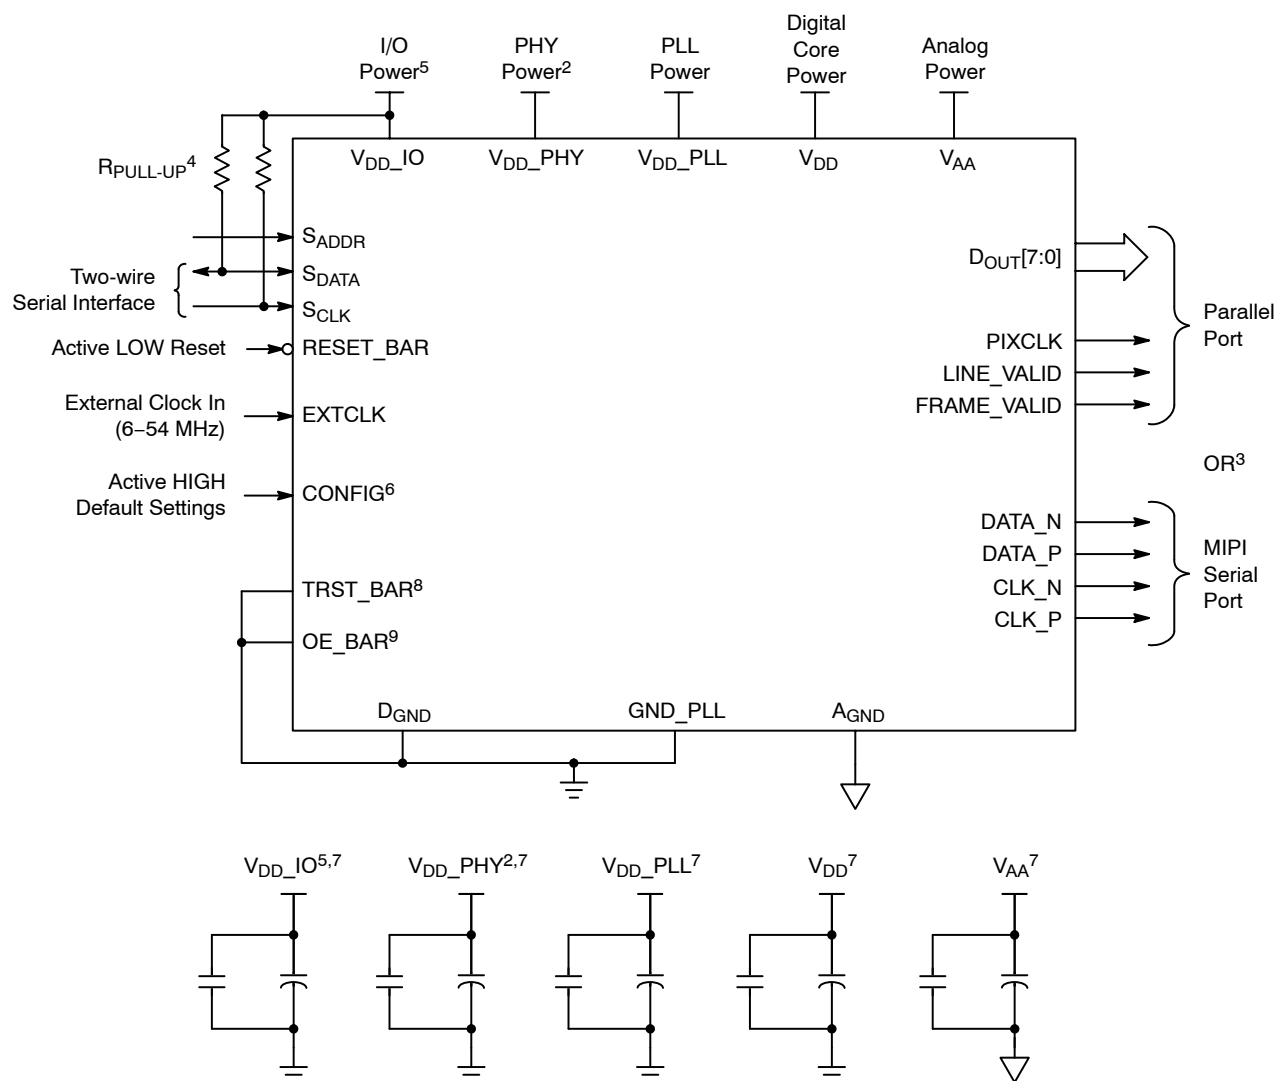 I/O
Power5
PHY
Power2
PLL
Power
Digital
Core
Power
Analog
Power
RPULL-UP4
VDD_IO
VDD_PHY
VDD_PLL
VDD
VAA
SADDR
Two-wire
Serial Interface
SDATA
SCLK
Active LOW Reset
RESET_BAR
External Clock In
(6–54 MHz)
EXTCLK
Active HIGH
Default Settings
CONFIG6
TRST_BAR8
OE_BAR9
DOUT[7:0]
PIXCLK
LINE_VALID
FRAME_VALID
Parallel
Port
OR3
DATA_N
DATA_P
CLK_N
CLK_P
MIPI
Serial
Port
DGND
GND_PLL
AGND
VDD_IO5,7
VDD_PHY2,7
VDD_PLL7
VDD7
VAA7